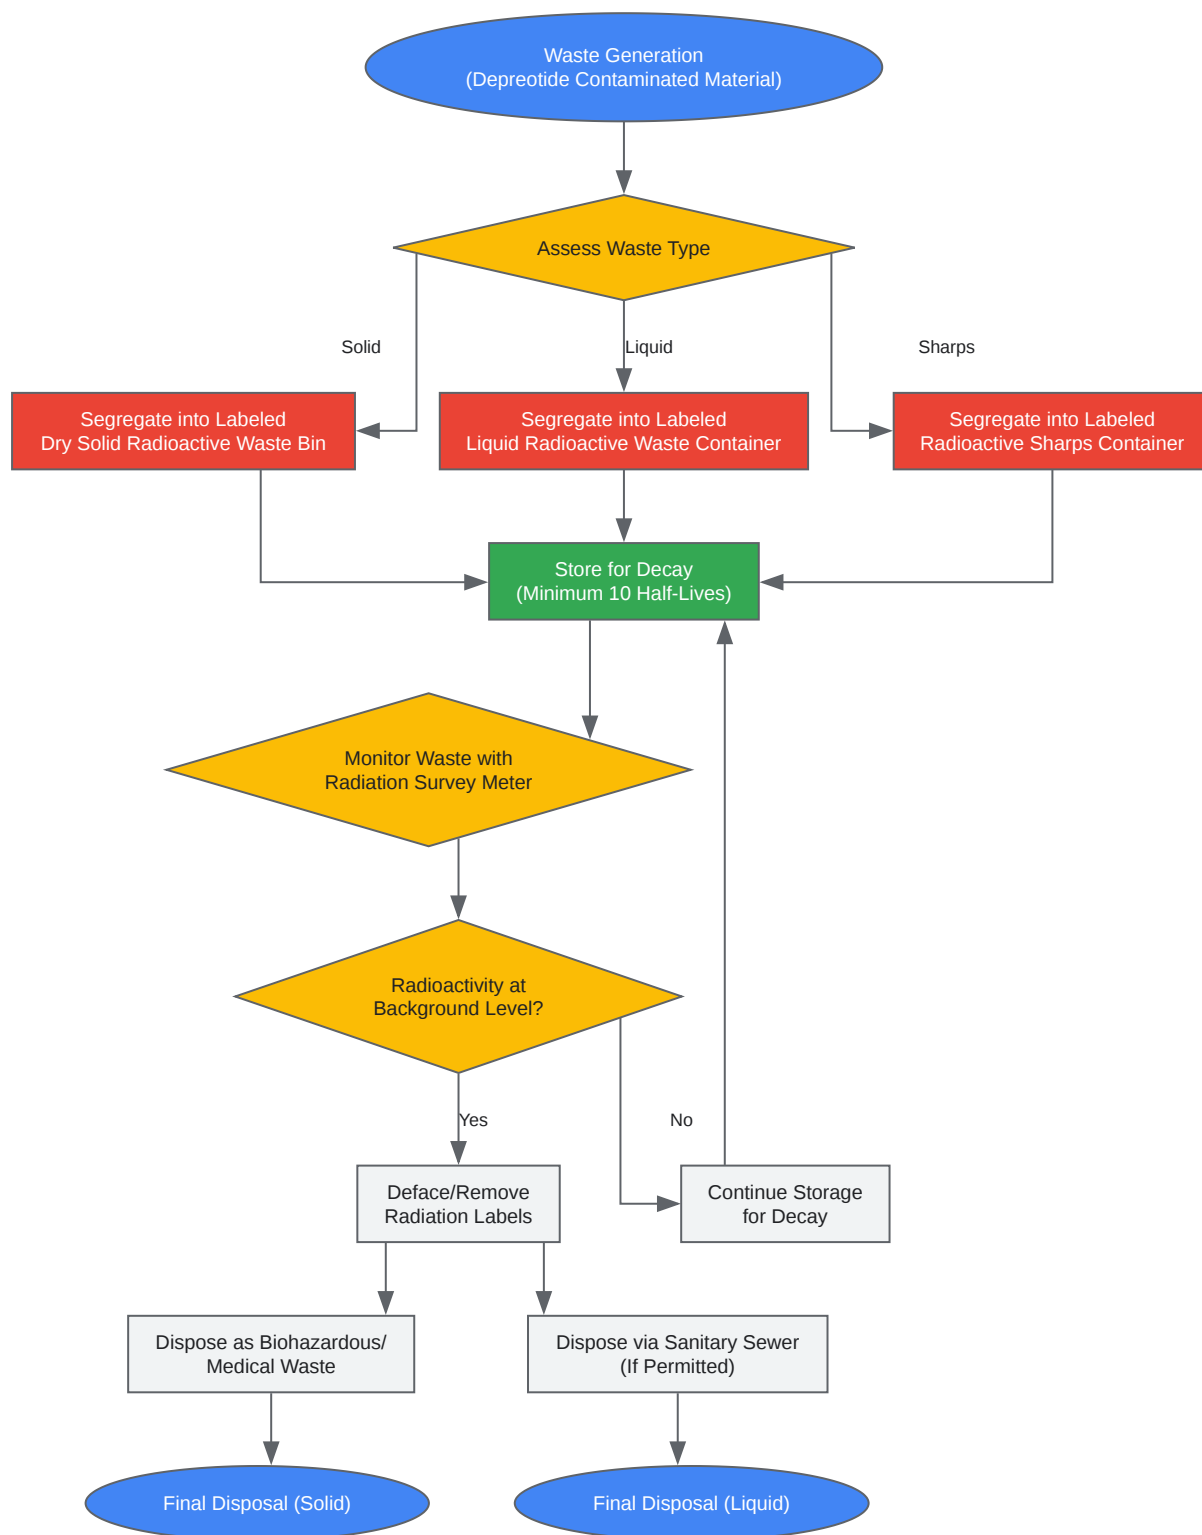 Waste Generation
(Depreotide Contaminated Material)
Assess Waste Type
Solid
Liquid
Sharps
Segregate into Labeled
Dry Solid Radioactive Waste Bin
Segregate into Labeled
Liquid Radioactive Waste Container
Segregate into Labeled
Radioactive Sharps Container
Store for Decay
(Minimum 10 Half-Lives)
Monitor Waste with
Radiation Survey Meter
Radioactivity at
Background Level?
Yes
No
Deface/Remove
Radiation Labels
Continue Storage
for Decay
Dispose as Biohazardous/
Medical Waste
Dispose via Sanitary Sewer
(If Permitted)
Final Disposal (Solid)
Final Disposal (Liquid)